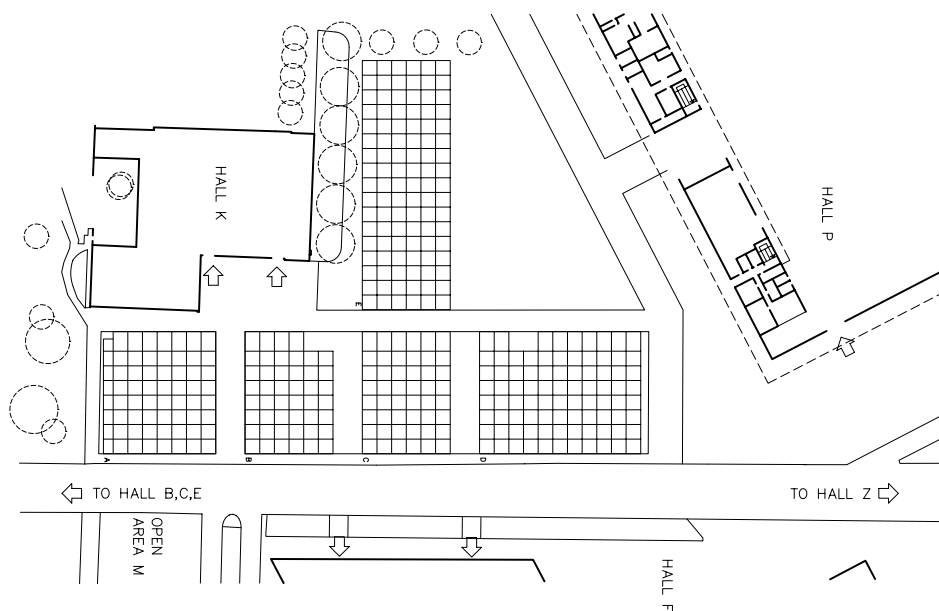 HALL K
HALL P
E
A
B
C
D
TO HALL B,C,E
TO HALL Z
OPEN
AREA M
HALL F